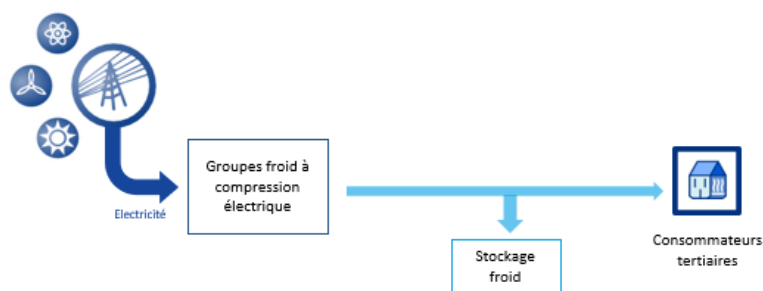 Electricité
Groupes froid à
compression
électrique
Stockage
froid
Consommateurs
tertiaires